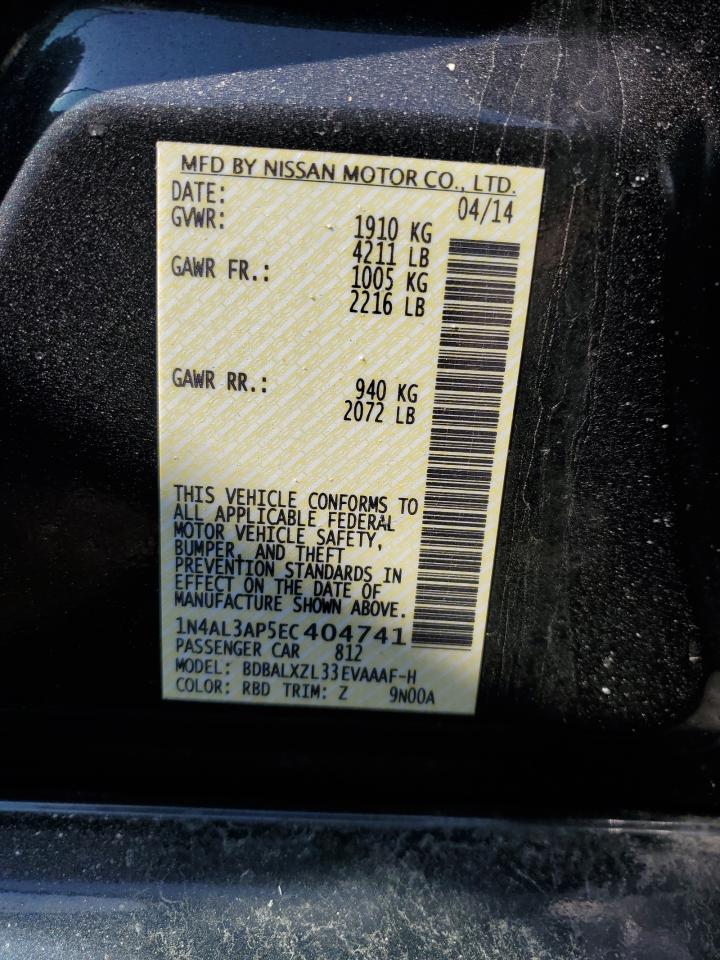 MFD BY NISSAN MOTOR CO., LTD.
DATE: 04/14
GVWR: 1910 KG
4211 LB
GAWR FR.: 1005 KG
2216 LB
GAWR RR.: 940 KG
2072 LB
THIS VEHICLE CONFORMS TO
ALL APPLICABLE FEDERAL
MOTOR VEHICLE SAFETY,
BUMPER, AND THEFT
PREVENTION STANDARDS IN
EFFECT ON THE DATE OF
MANUFACTURE SHOWN ABOVE.
1N4AL3AP5EC404741
PASSENGER CAR 812
MODEL: BDBALXZL33EVAAAF-H
COLOR: RBD TRIM: Z 9N00A